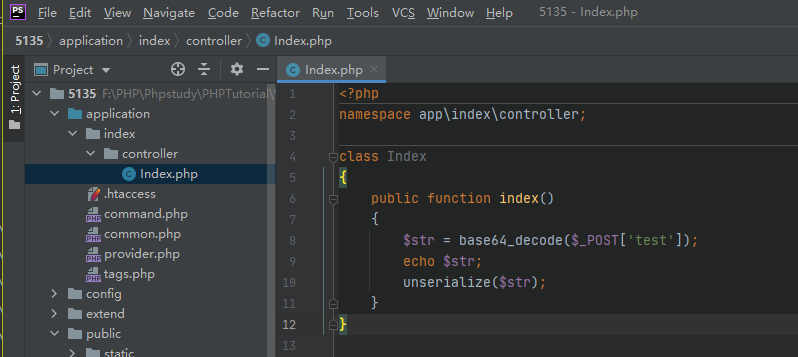 PS File Edit View Navigate Code Refactor Run Tools VCS Window Help 5135 - Index.php
5135 application index controller Index.php
1: Project
Project
5135 F:\PHP\Phpstudy\PHPTutorial\
application
index
controller
Index.php
.htaccess
command.php
common.php
provider.php
tags.php
config
extend
public
static
Index.php
1 <?php
2 namespace app\index\controller;
3
4 class Index
5 {
6 public function index()
7 {
8 $str = base64_decode($_POST['test']);
9 echo $str;
10 unserialize($str);
11 }
12 }
13